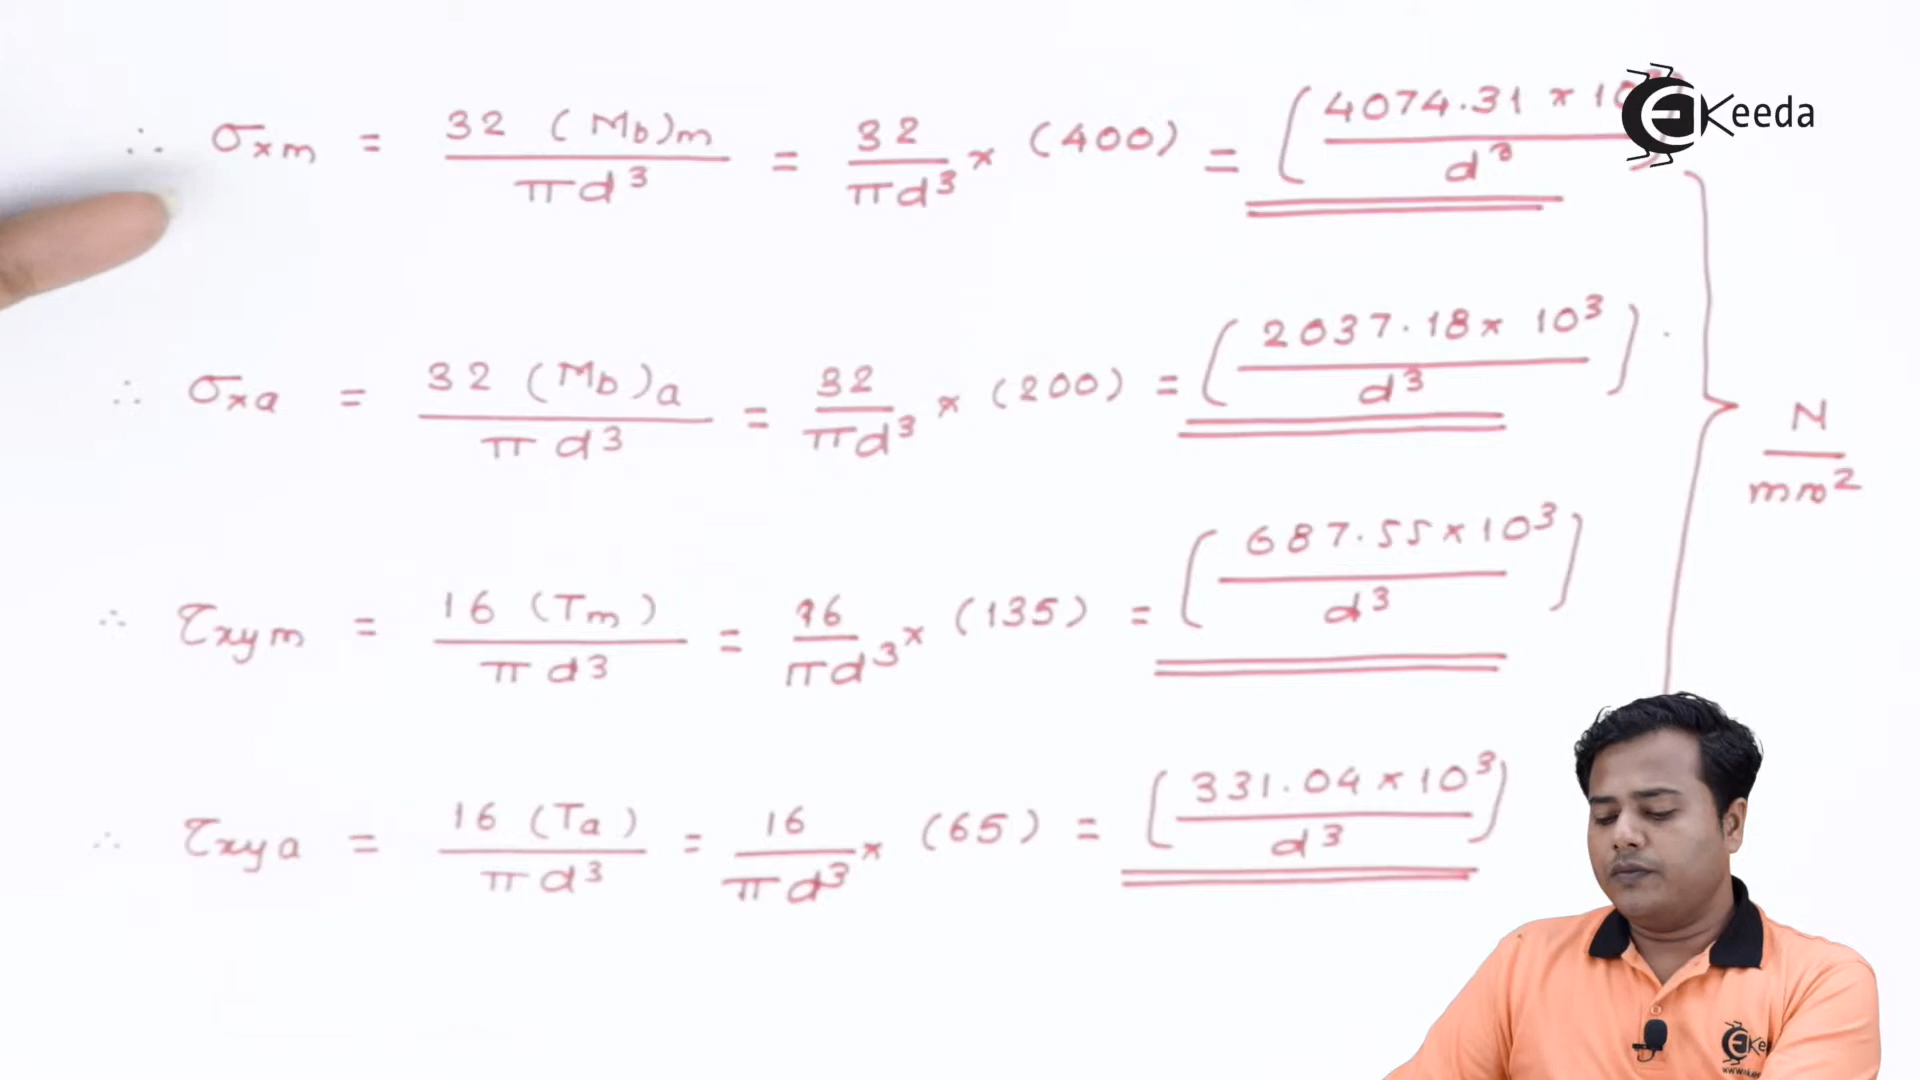 ∴ σxm = 32 (Mb)m / πd³ = 32 / πd³ × (400) = (4074.31 × 10 / d³)
Ekeeda
∴ σxa = 32 (Mb)a / πd³ = 32 / πd³ × (200) = (2037.18 × 10³ / d³)
N / mm²
∴ τxym = 16 (Tm) / πd³ = 16 / πd³ × (135) = (687.55 × 10³ / d³)
∴ τxya = 16 (Ta) / πd³ = 16 / πd³ × (65) = (331.04 × 10³ / d³)